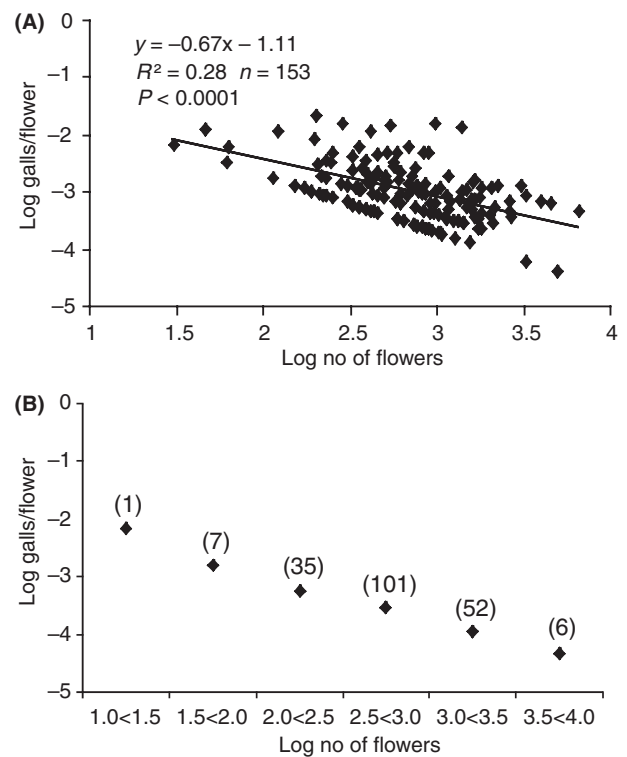 (A)
0
y = –0.67x – 1.11
R² = 0.28 n = 153
P < 0.0001
–1
–2
–3
–4
–5
Log galls/flower
1 1.5 2 2.5 3 3.5 4
Log no of flowers
(B)
0
–1
–2
–3
–4
–5
Log galls/flower
(1)
(7)
(35)
(101)
(52)
(6)
1.0<1.5 1.5<2.0 2.0<2.5 2.5<3.0 3.0<3.5 3.5<4.0
Log no of flowers